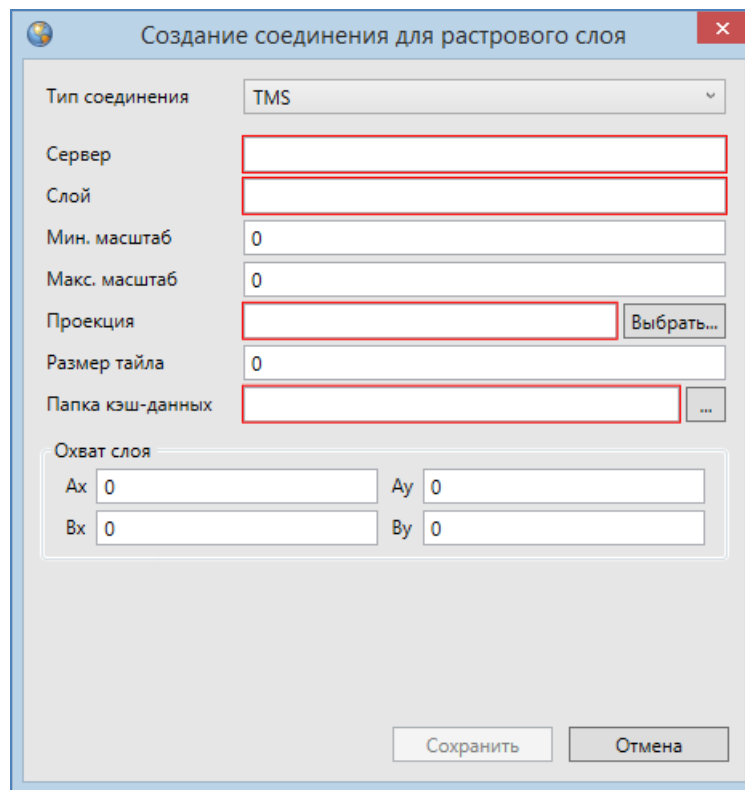 Создание соединения для растрового слоя
Тип соединения TMS
Сервер
Слой
Мин. масштаб 0
Макс. масштаб 0
Проекция Выбрать...
Размер тайла 0
Папка кэш-данных ...
Охват слоя
Ax 0 Ay 0
Bx 0 By 0
Сохранить Отмена